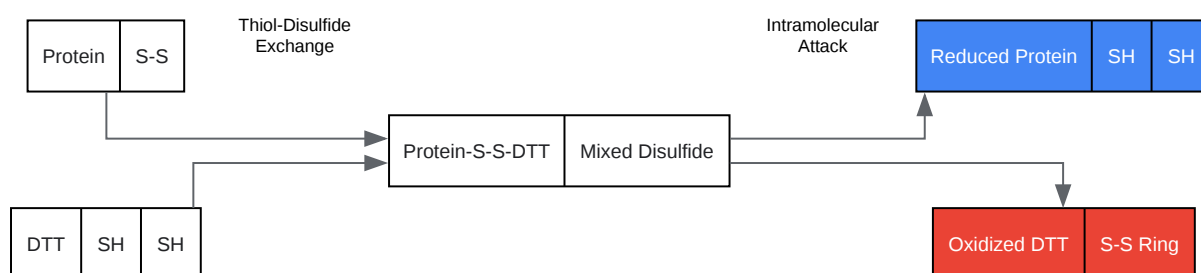 Thiol-Disulfide
Exchange
Intramolecular
Attack
Protein
S-S
Reduced Protein
SH
SH
Protein-S-S-DTT
Mixed Disulfide
DTT
SH
SH
Oxidized DTT
S-S Ring